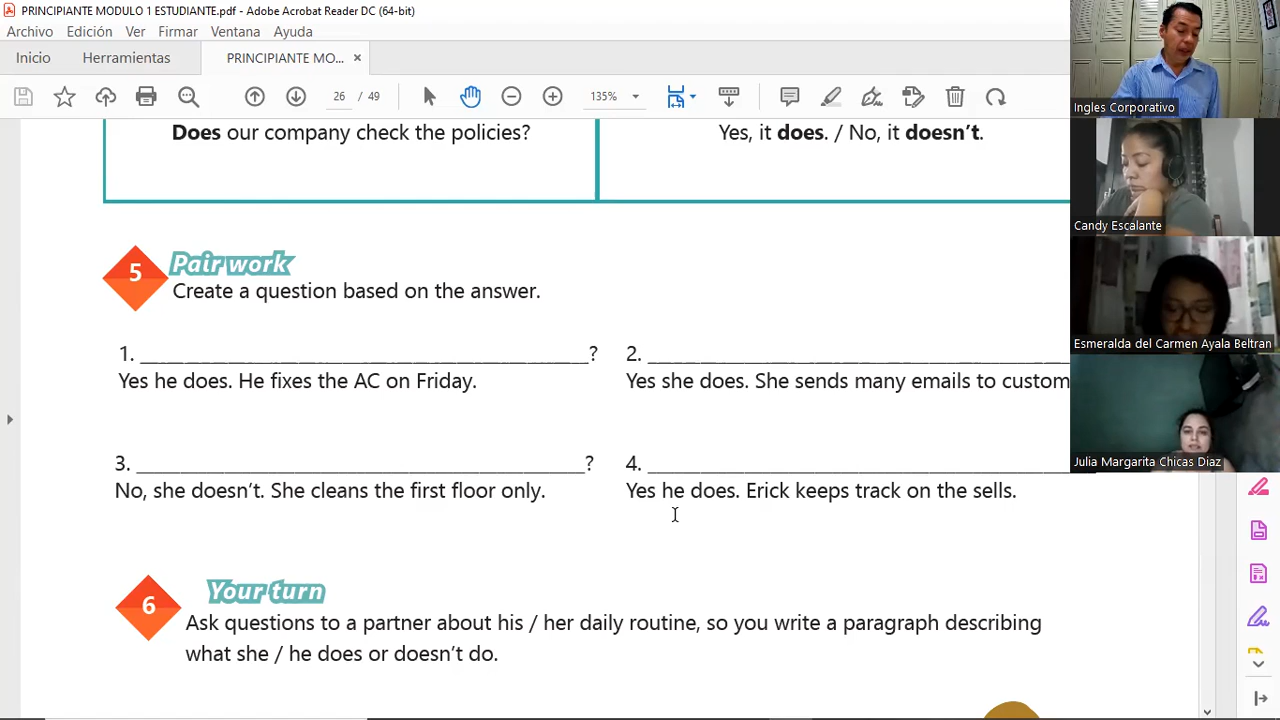 PRINCIPIANTE MODULO 1 ESTUDIANTE.pdf - Adobe Acrobat Reader DC (64-bit)
Archivo Edición Ver Firmar Ventana Ayuda
Inicio Herramientas PRINCIPIANTE MO... ×
26 / 49 135%
Does our company check the policies? Yes, it does. / No, it doesn't.
5 Pair work
Create a question based on the answer.
1. ______________________________________________? 2. ______________________________________________
Yes he does. He fixes the AC on Friday. Yes she does. She sends many emails to custom
3. ______________________________________________? 4. ______________________________________________
No, she doesn't. She cleans the first floor only. Yes he does. Erick keeps track on the sells.
6 Your turn
Ask questions to a partner about his / her daily routine, so you write a paragraph describing
what she / he does or doesn't do.
Ingles Corporativo
Candy Escalante
Esmeralda del Carmen Ayala Beltran
Julia Margarita Chicas Diaz